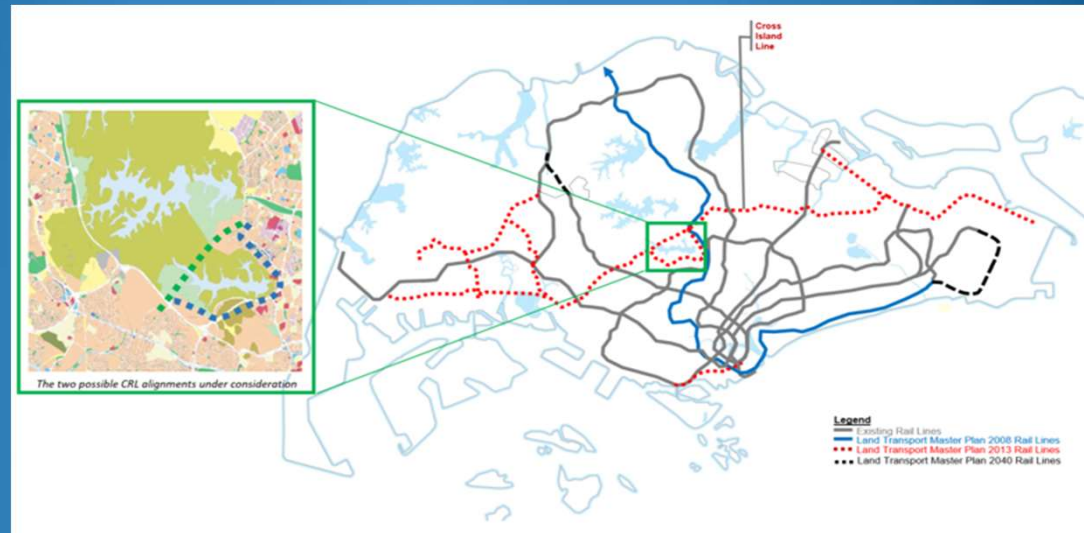 Cross
Island
Line
The two possible CRL alignments under consideration
Legend
Existing Rail Lines
Land Transport Master Plan 2008 Rail Lines
Land Transport Master Plan 2013 Rail Lines
Land Transport Master Plan 2040 Rail Lines